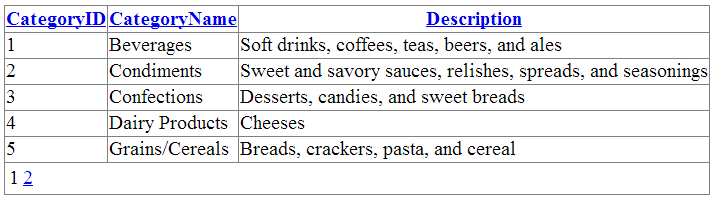 CategoryID CategoryName Description
1 Beverages Soft drinks, coffees, teas, beers, and ales
2 Condiments Sweet and savory sauces, relishes, spreads, and seasonings
3 Confections Desserts, candies, and sweet breads
4 Dairy Products Cheeses
5 Grains/Cereals Breads, crackers, pasta, and cereal
1 2